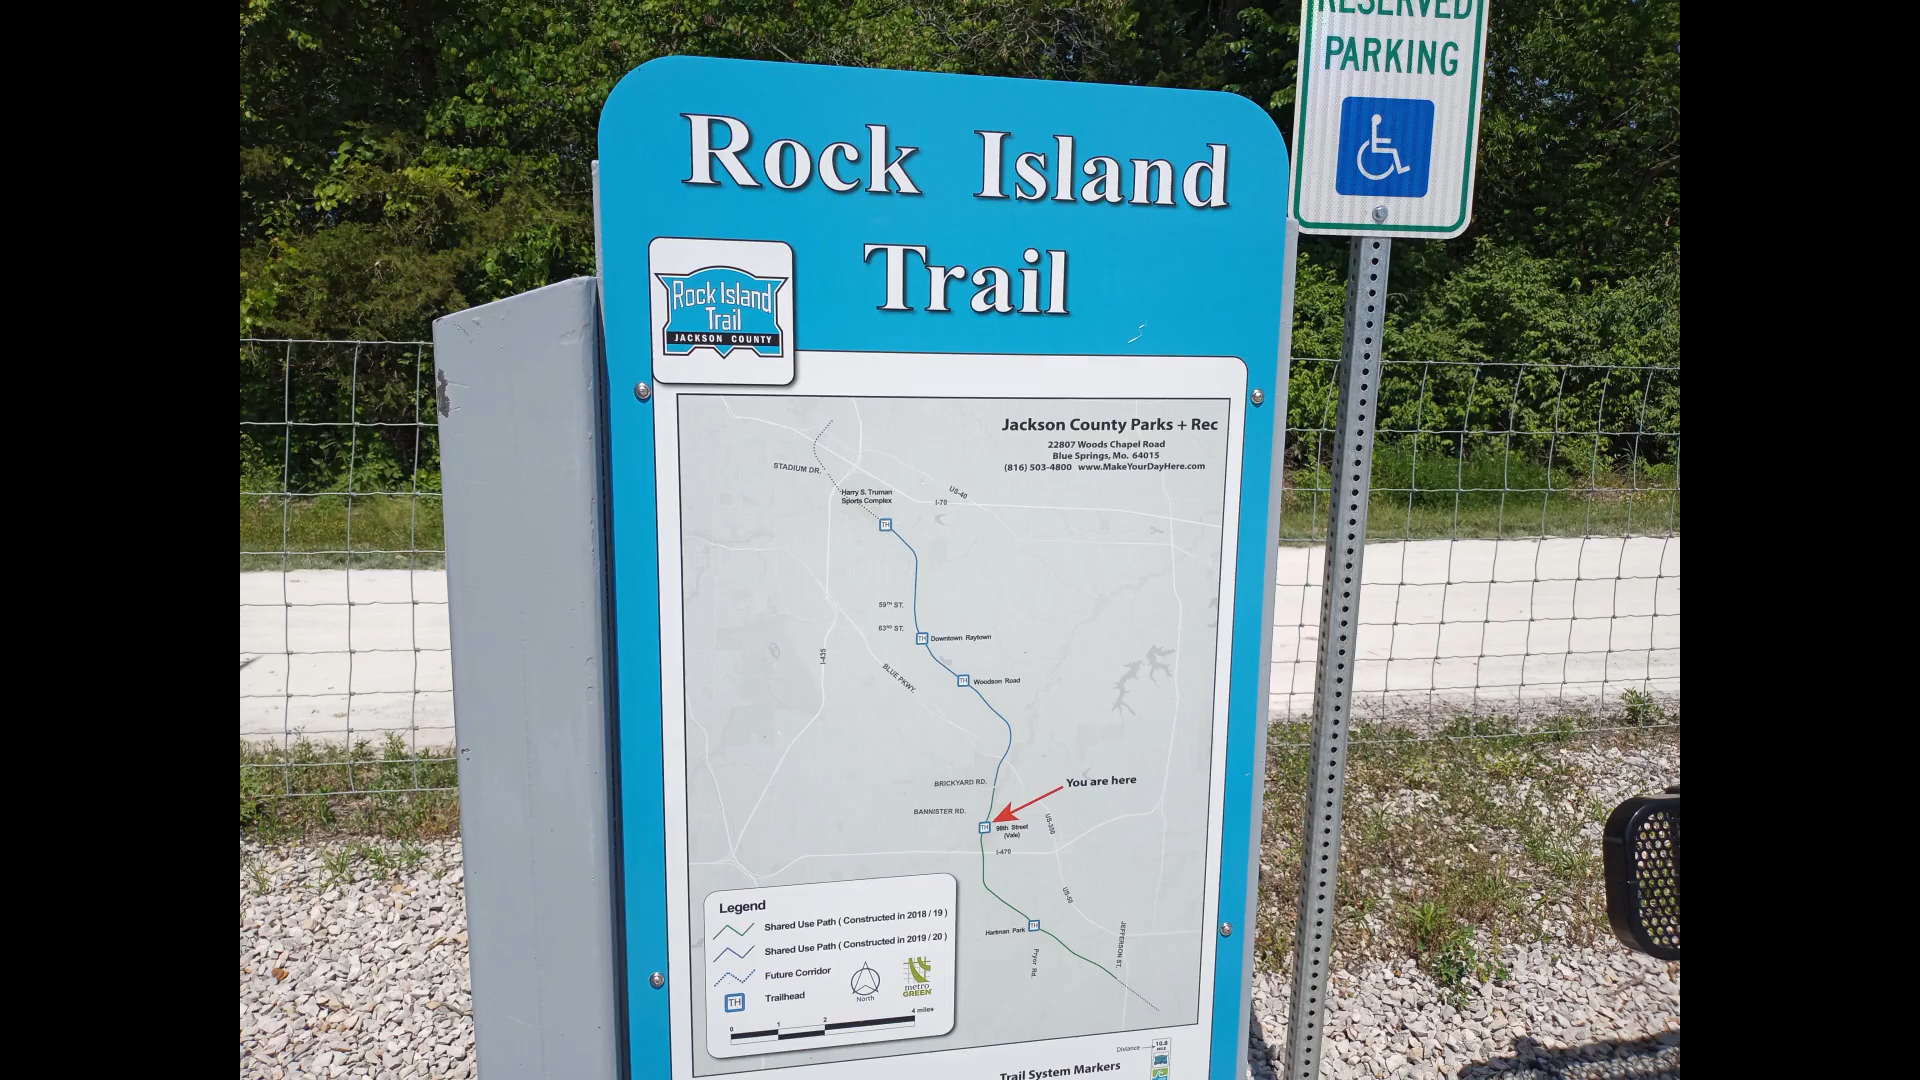 RESERVED
PARKING
Rock Island
Trail
Rock Island
Trail
JACKSON COUNTY
Jackson County Parks + Rec
22807 Woods Chapel Road
Blue Springs, Mo. 64015
(816) 503-4800 www.MakeYourDayHere.com
STADIUM DR.
Harry S. Truman
Sports Complex
US-40
I-70
TH
59TH ST.
63RD ST.
TH Downtown Raytown
I-435
BLUE PKWY.
TH Woodson Road
BRICKYARD RD.
You are here
BANNISTER RD.
TH 98th Street
(Vale)
US-350
I-470
US-50
Hartman Park TH
Pryor Rd.
JEFFERSON ST.
Legend
Shared Use Path ( Constructed in 2018 / 19 )
Shared Use Path ( Constructed in 2019 / 20 )
Future Corridor
TH Trailhead
North
metro
GREEN
0 1 2 4 miles
Distance
10.8
MILE
Trail System Markers